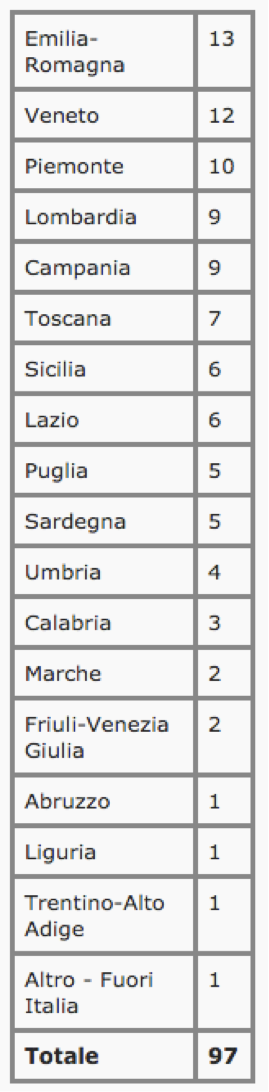 Emilia- 13
Romagna
Veneto 12
Piemonte 10
Lombardia 9
Campania 9
Toscana 7
Sicilia 6
Lazio 6
Puglia 5
Sardegna 5
Umbria 4
Calabria 3
Marche 2
Friuli-Venezia 2
Giulia
Abruzzo 1
Liguria 1
Trentino-Alto 1
Adige
Altro - Fuori 1
Italia
Totale 97